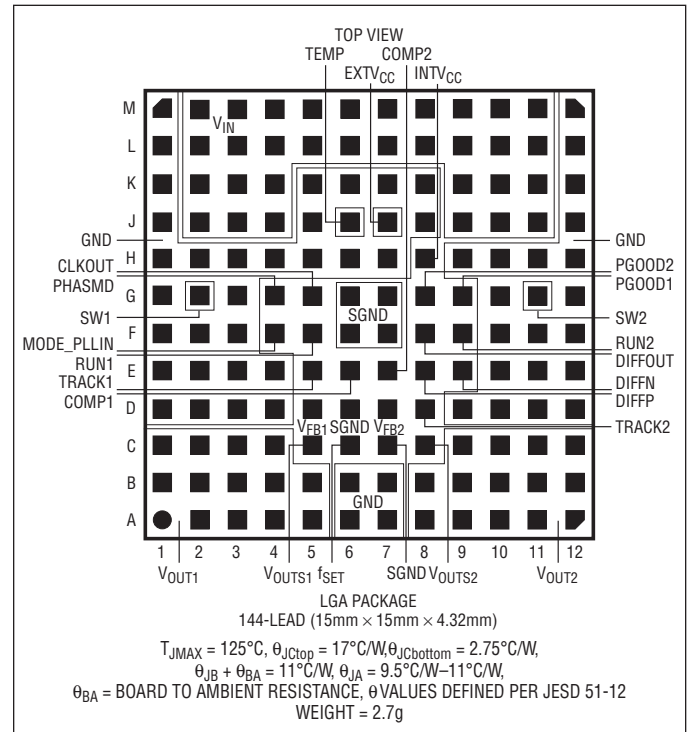 TOP VIEW
TEMP
COMP2
EXTVCC
INTVCC
M
VIN
L
K
J
GND
GND
H
CLKOUT
PGOOD2
PHASMD
PGOOD1
G
SGND
SW1
SW2
F
MODE_PLLIN
RUN2
RUN1
E
DIFFOUT
TRACK1
DIFFN
COMP1
D
DIFFP
VFB1 SGND VFB2
TRACK2
C
B
GND
A
1 2 3 4 5 6 7 8 9 10 11 12
VOUT1 VOUTS1 fSET SGND VOUTS2 VOUT2
LGA PACKAGE
144-LEAD (15mm × 15mm × 4.32mm)
TJMAX = 125°C, θJCtop = 17°C/W,θJCbottom = 2.75°C/W,
θJB + θBA = 11°C/W, θJA = 9.5°C/W–11°C/W,
θBA = BOARD TO AMBIENT RESISTANCE, θ VALUES DEFINED PER JESD 51-12
WEIGHT = 2.7g